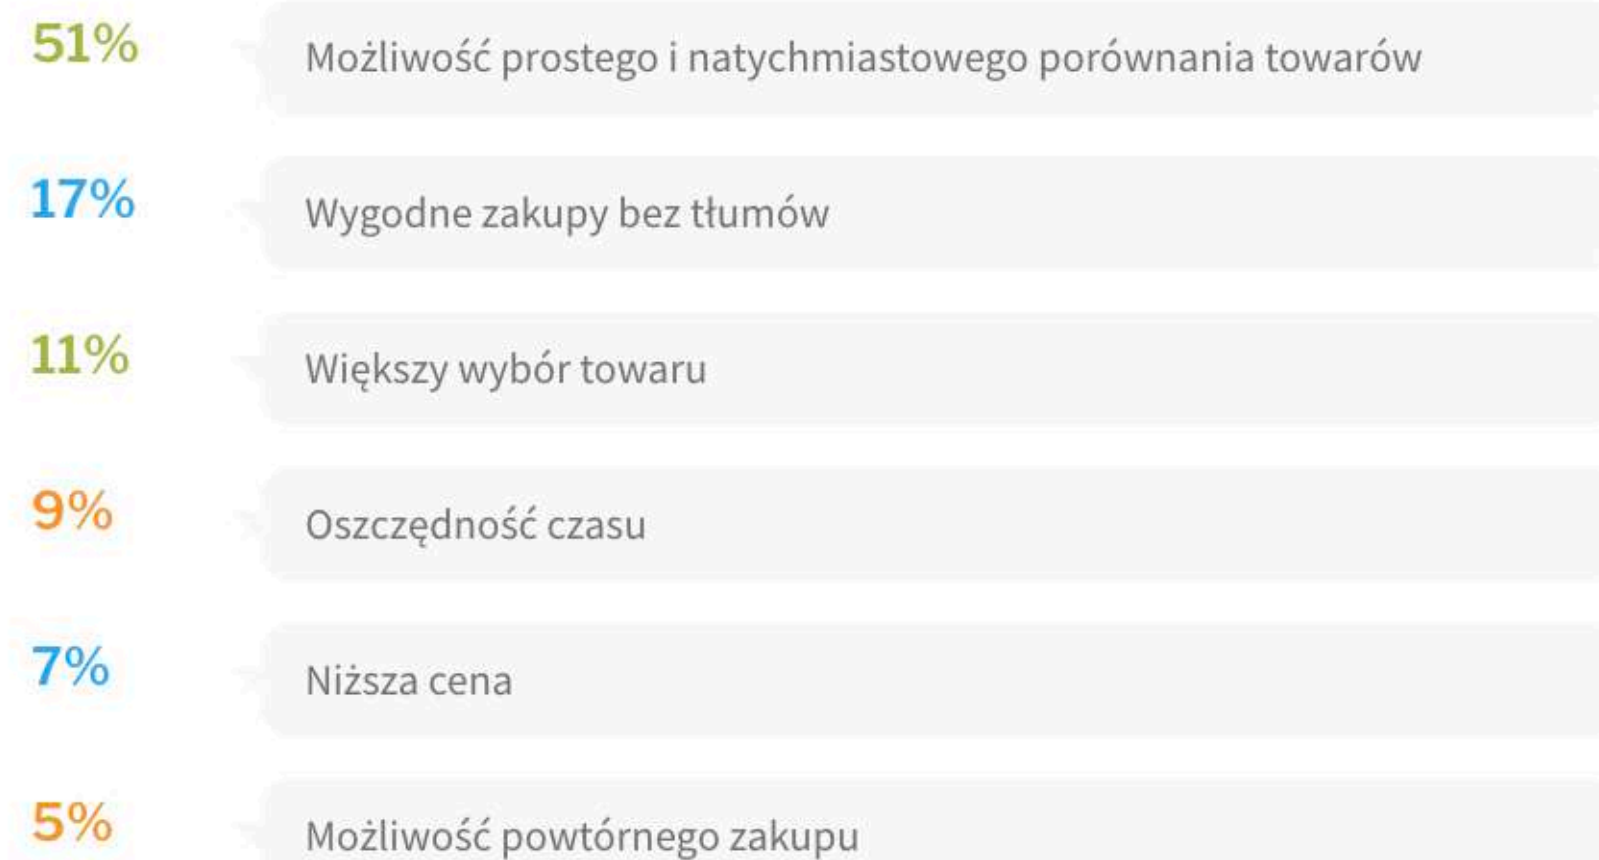 51% Możliwość prostego i natychmiastowego porównania towarów
17% Wygodne zakupy bez tłumów
11% Większy wybór towaru
9% Oszczędność czasu
7% Niższa cena
5% Możliwość powtórnego zakupu